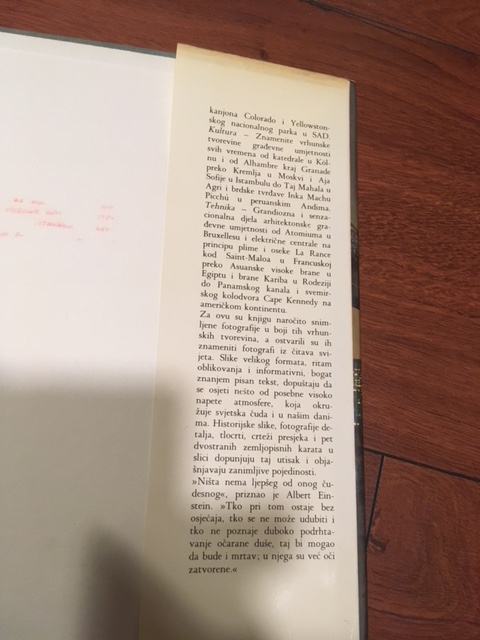 kanjona Colorado i Yellowston-
skog nacionalnog parka u SAD.
Kultura – Znamenite vrhunske
tvorevine građevne umjetnosti
svih vremena od katedrale u Köl-
nu i od Alhambre kraj Granade
preko Kremlja u Moskvi i Aja
Sofije u Istambulu do Taj Mahala u
Agri i brdske tvrđave Inka Machu
Picchú u peruanskim Andima.
Tehnika – Grandiozna i senza-
cionalna djela arhitektonske gra-
đevne umjetnosti od Atomiuma u
Bruxellesu i električne centrale na
principu plime i oseke La Rance
kod Saint-Maloa u Francuskoj
preko Asuanske visoke brane u
Egiptu i brane Kariba u Rodeziji
do Panamskog kanala i svemir-
skog kolodvora Cape Kennedy na
američkom kontinentu.
Za ovu su knjigu naročito snim-
ljene fotografije u boji tih vrhun-
skih tvorevina, a ostvarili su ih
znameniti fotografi iz čitava svi-
jeta. Slike velikog formata, ritam
oblikovanja i informativni, bogat
znanjem pisan tekst, dopuštaju da
se osjeti nešto od posebne visoko
napete atmosfere, koja okru-
žuje svjetska čuda i u našim dani-
ma. Historijske slike, fotografije de-
talja, tlocrti, crteži presjeka i pet
dvostranih zemljopisnih karata u
slici dopunjuju taj utisak i obja-
šnjavaju zanimljive pojedinosti.
»Ništa nema ljepšeg od onog ču-
desnog«, priznao je Albert Ein-
stein. »Tko pri tom ostaje bez
osjećaja, tko se ne može udubiti i
tko ne poznaje duboko podrhta-
vanje očarane duše, taj bi mogao
da bude i mrtav; u njega su već oči
zatvorene.«